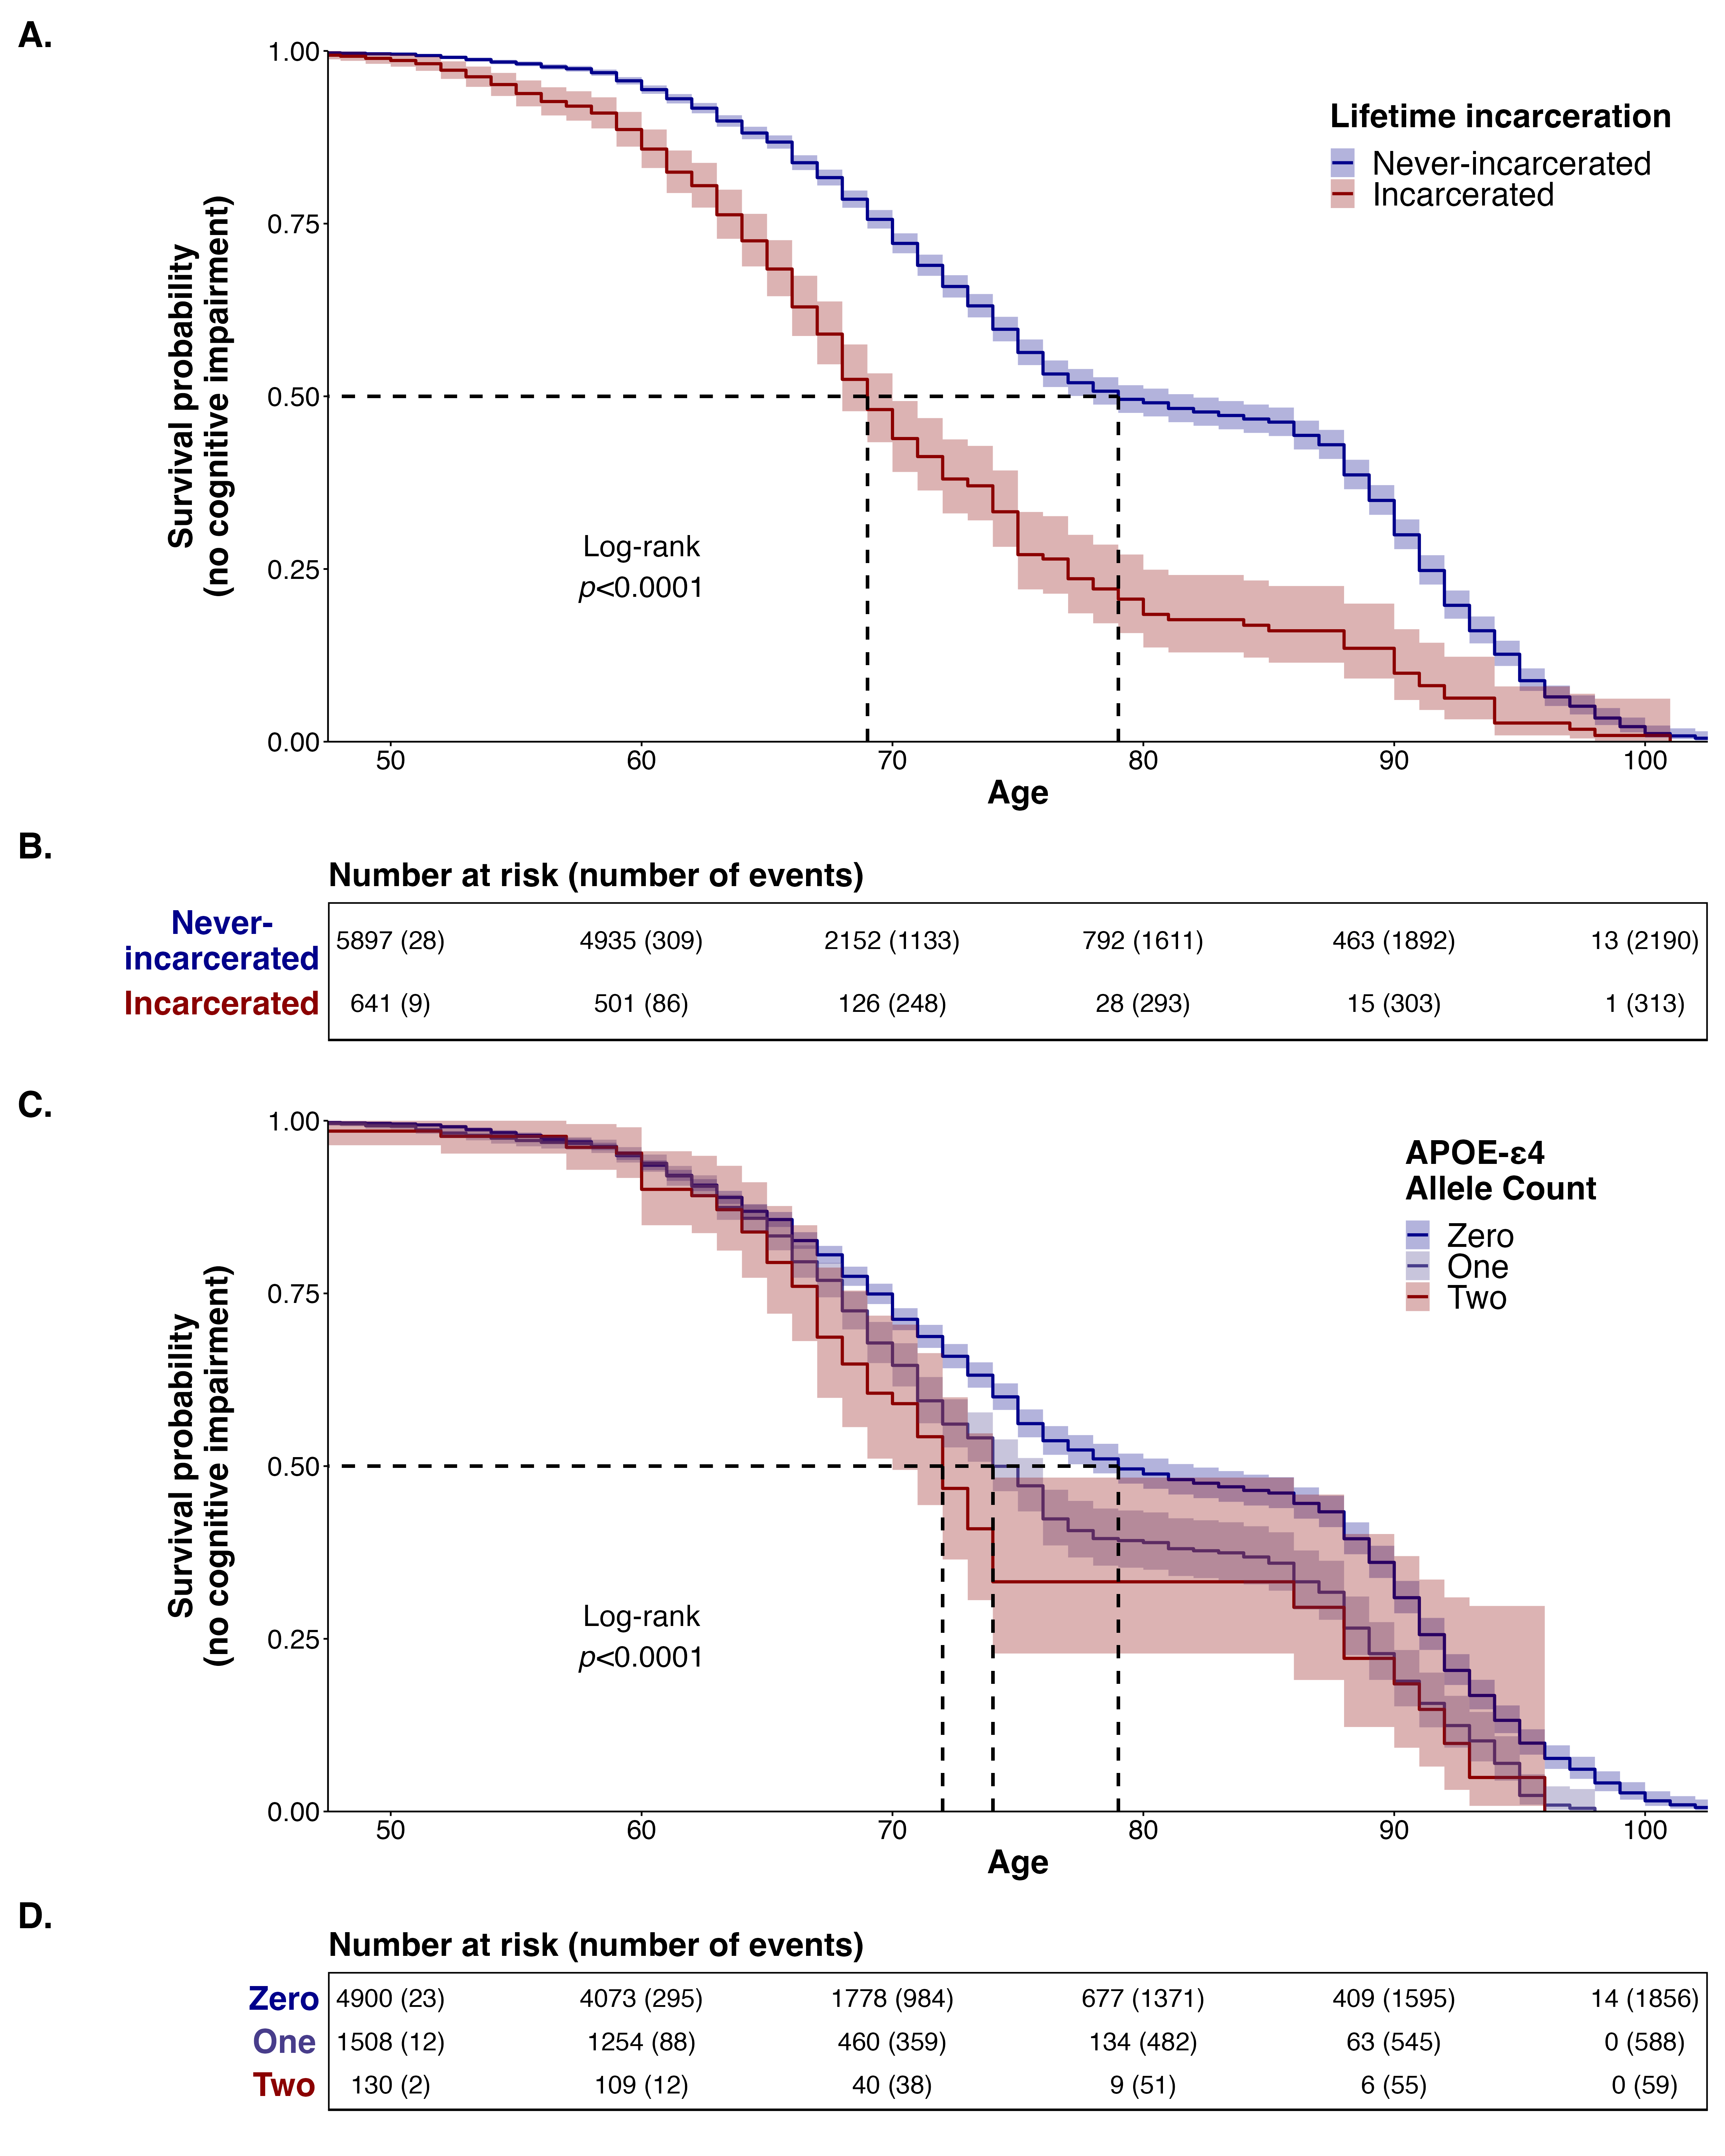 A.
1.00
0.75
0.50
0.25
0.00
Survival probability
(no cognitive impairment)
Lifetime incarceration
Never-incarcerated
Incarcerated
Log-rank
p<0.0001
50 60 70 80 90 100
Age
B.
Number at risk (number of events)
Never-
incarcerated
5897 (28) 4935 (309) 2152 (1133) 792 (1611) 463 (1892) 13 (2190)
Incarcerated 641 (9) 501 (86) 126 (248) 28 (293) 15 (303) 1 (313)
C.
1.00
0.75
0.50
0.25
0.00
Survival probability
(no cognitive impairment)
APOE-ε4
Allele Count
Zero
One
Two
Log-rank
p<0.0001
50 60 70 80 90 100
Age
D.
Number at risk (number of events)
Zero 4900 (23) 4073 (295) 1778 (984) 677 (1371) 409 (1595) 14 (1856)
One 1508 (12) 1254 (88) 460 (359) 134 (482) 63 (545) 0 (588)
Two 130 (2) 109 (12) 40 (38) 9 (51) 6 (55) 0 (59)